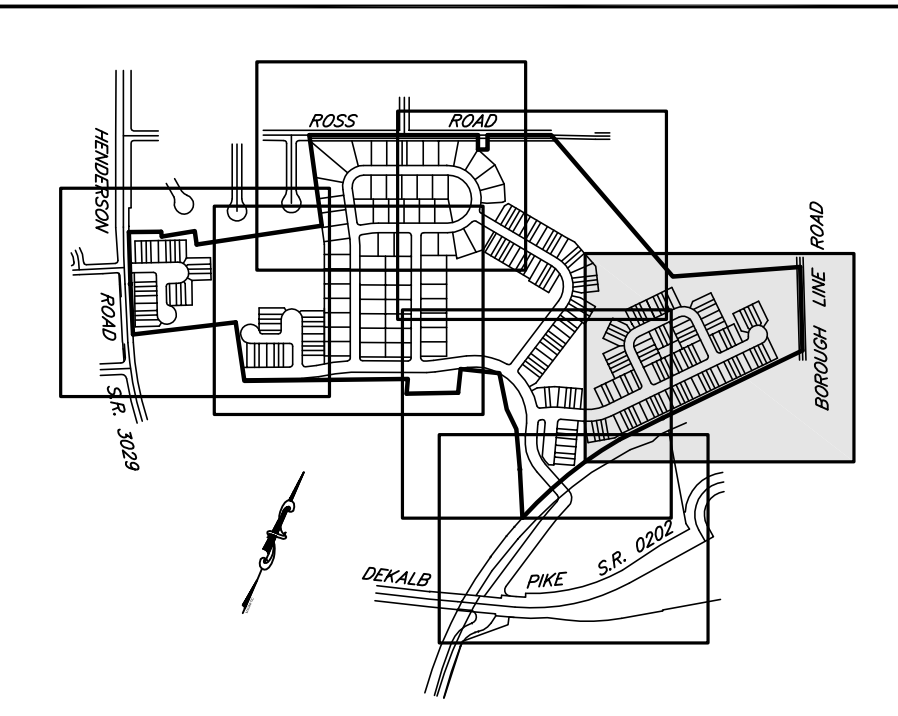 ROSS ROAD
HENDERSON ROAD
S.R. 3029
BOROUGH LINE ROAD
DEKALB PIKE
S.R. 0202